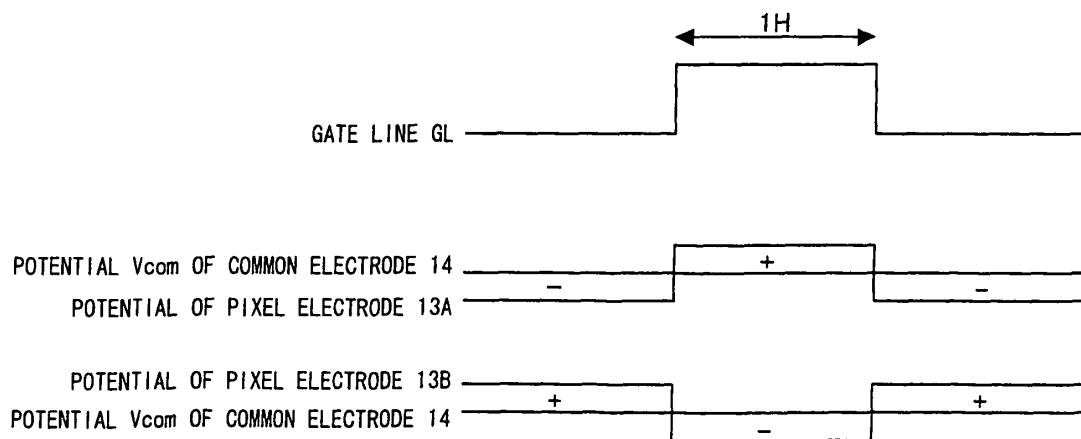 1H
GATE LINE GL
POTENTIAL Vcom OF COMMON ELECTRODE 14
+
-
-
POTENTIAL OF PIXEL ELECTRODE 13A
POTENTIAL OF PIXEL ELECTRODE 13B
+
+
POTENTIAL Vcom OF COMMON ELECTRODE 14
-